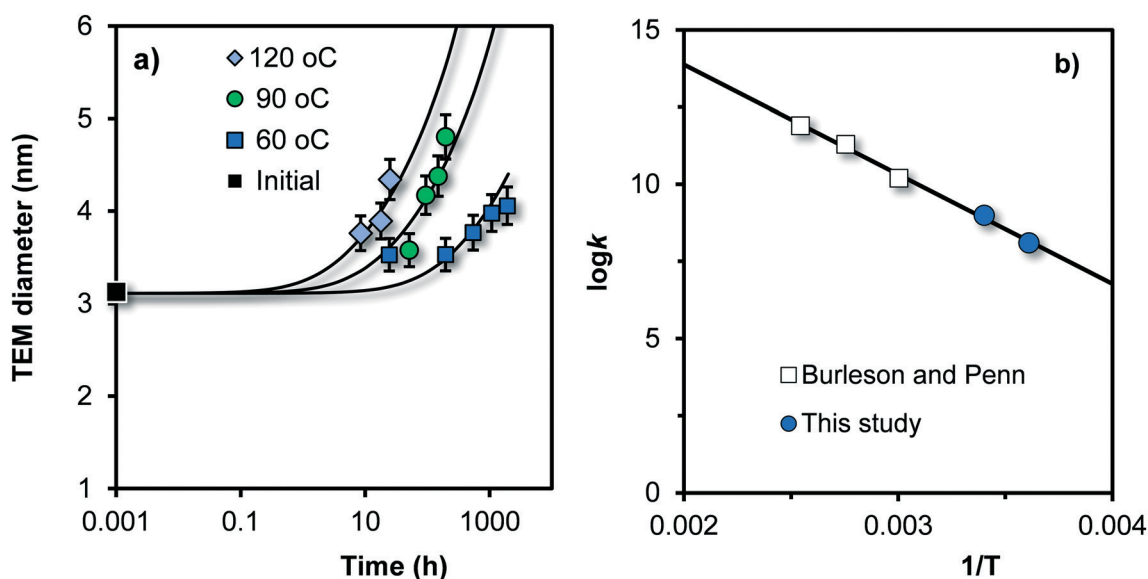 a)
6
5
4
3
2
1
TEM diameter (nm)
120 oC
90 oC
60 oC
Initial
0.001
0.1
10
1000
Time (h)
b)
15
10
5
0
logk
Burleson and Penn
This study
0.002
0.003
0.004
1/T